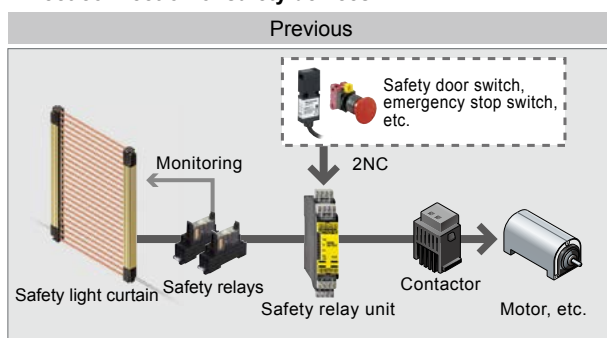 Previous
Safety door switch,
emergency stop switch,
etc.
Monitoring
2NC
Safety light curtain
Safety relays
Safety relay unit
Contactor
Motor, etc.